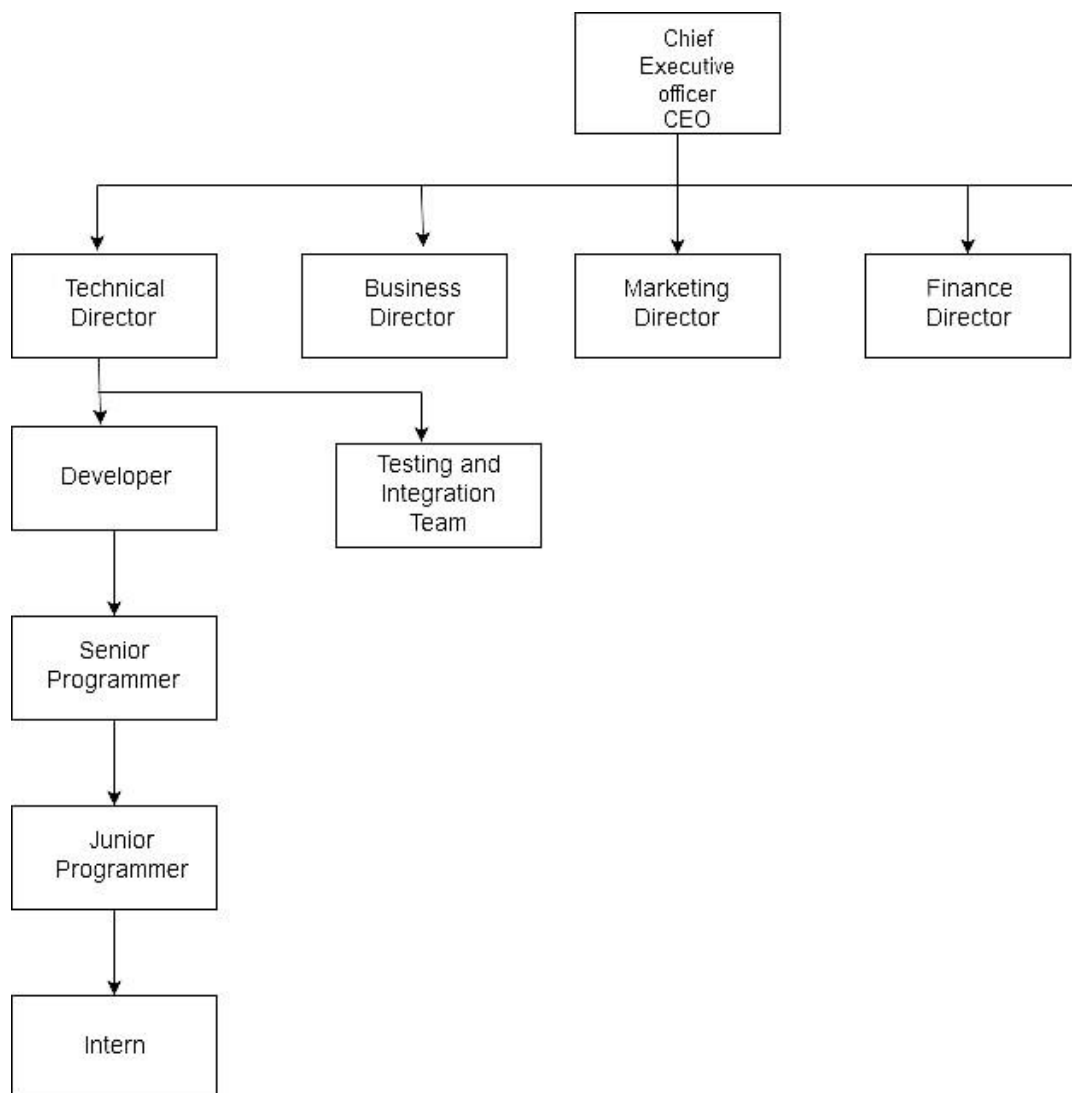 Chief
Executive
officer
CEO
Technical
Director
Business
Director
Marketing
Director
Finance
Director
Developer
Testing and
Integration
Team
Senior
Programmer
Junior
Programmer
Intern